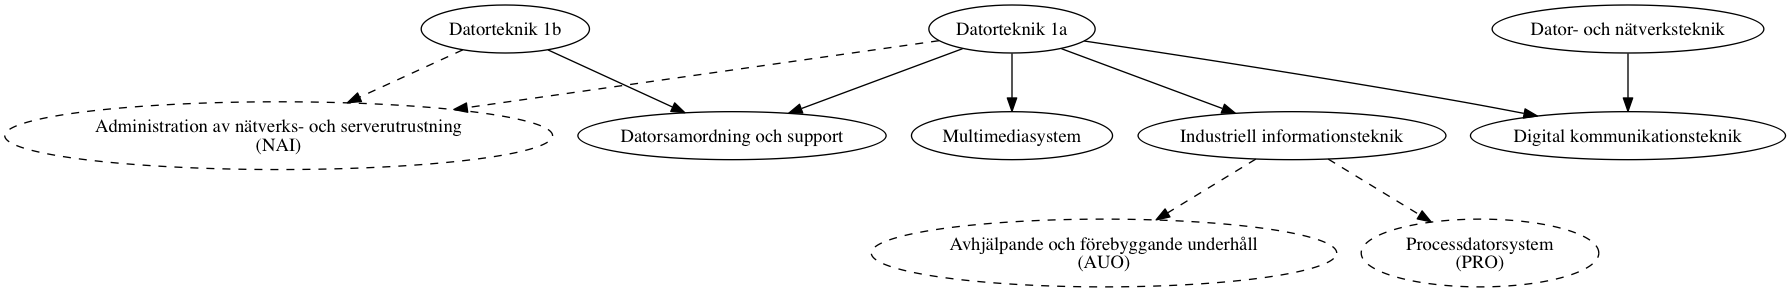 Datorteknik 1b
Datorteknik 1a
Dator- och nätverksteknik
Administration av nätverks- och serverutrustning
(NAI)
Datorsamordning och support
Multimediasystem
Industriell informationsteknik
Digital kommunikationsteknik
Avhjälpande och förebyggande underhåll
(AUO)
Processdatorsystem
(PRO)